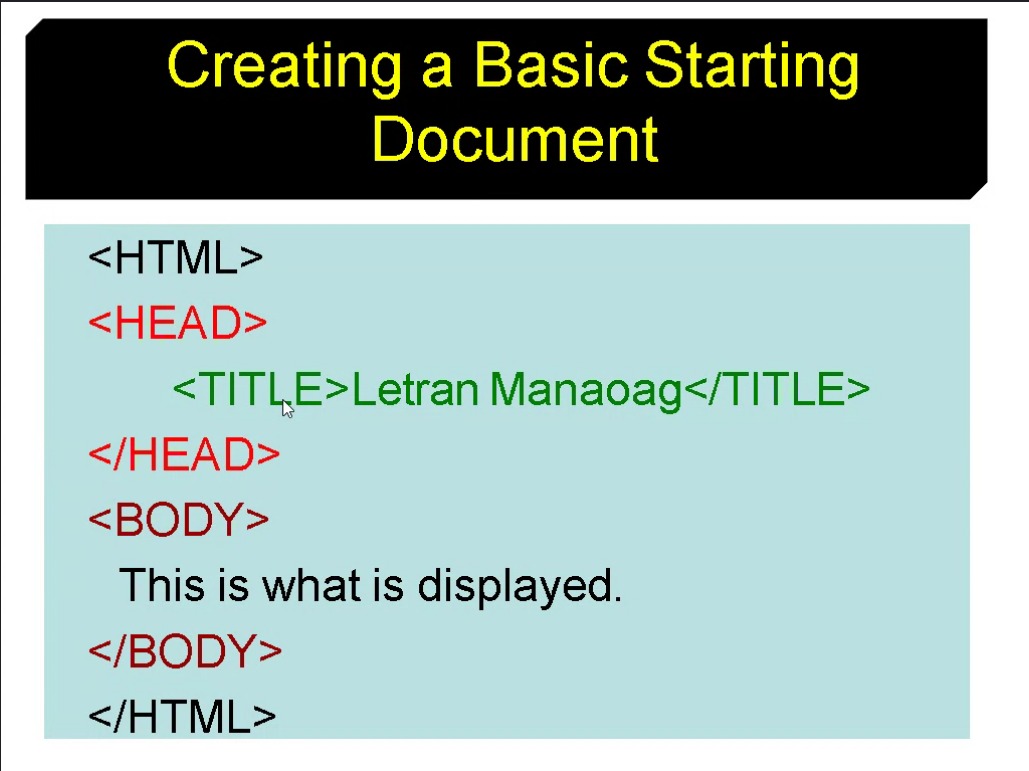 Creating a Basic Starting
Document
<HTML>
<HEAD>
<TITLE>Letran Manaoag</TITLE>
</HEAD>
<BODY>
This is what is displayed.
</BODY>
</HTML>